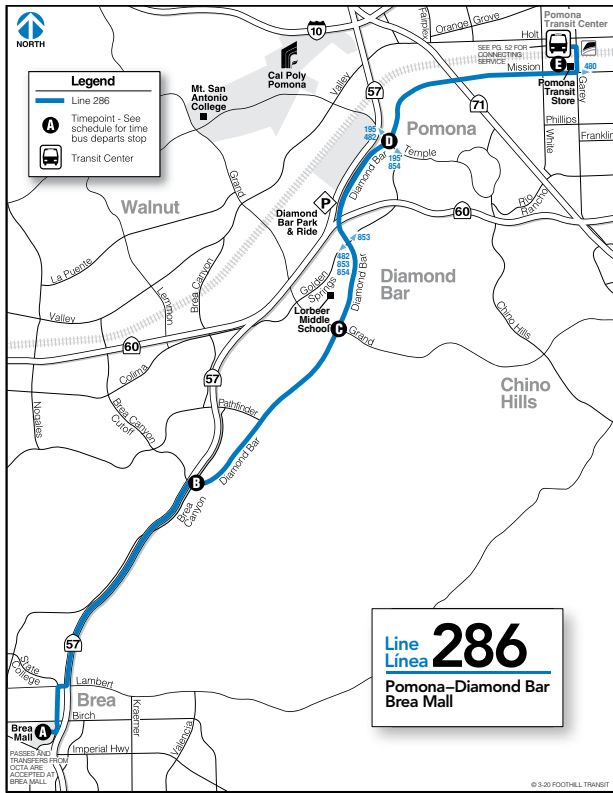 NORTH
Legend
Line 286
A
Timepoint - See
schedule for time
bus departs stop
Transit Center
10
Fairplex
Orange Grove
Pomona
Transit Center
Holt
SEE PG. 52 FOR
CONNECTING
SERVICE
E
Mission
480
Pomona
Transit
Store
Garey
Phillips
White
Franklin
Cal Poly
Pomona
Valley
57
71
Mt. San
Antonio
College
195
482
D
Pomona
Temple
195
854
Diamond Bar
Grand
P
Diamond
Bar Park
& Ride
Walnut
60
Rio
Rancho
853
482
853
854
La Puente
Brea Canyon
Lemmon
Golden
Springs
Diamond Bar
Diamond
Bar
Lorbeer
Middle
School
C
Grand
Chino Hills
Valley
60
Colima
57
Chino
Hills
Nogales
Brea Canyon
Cutoff
Pathfinder
Diamond Bar
B
Brea
Canyon
57
State
College
Lambert
Brea
Birch
Brea
Mall
A
Kraemer
Valencia
Imperial Hwy
PASSES AND
TRANSFERS FROM
OCTA ARE
ACCEPTED AT
BREA MALL
Line
Línea
286
Pomona–Diamond Bar
Brea Mall
© 3-20 FOOTHILL TRANSIT